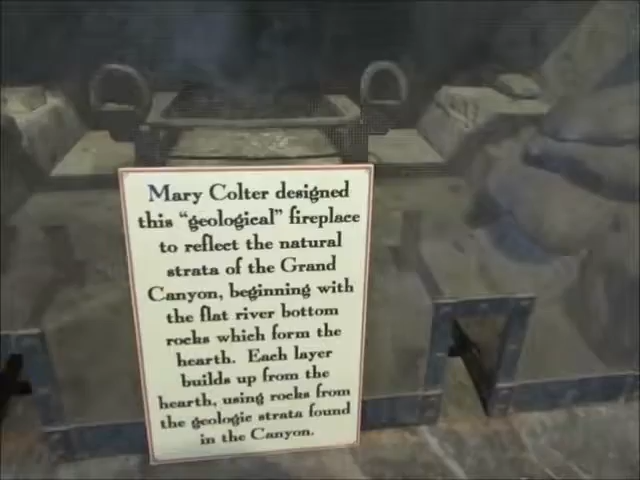 Mary Colter designed
this "geological" fireplace
to reflect the natural
strata of the Grand
Canyon, beginning with
the flat river bottom
rocks which form the
hearth. Each layer
builds up from the
hearth, using rocks from
the geologic strata found
in the Canyon.